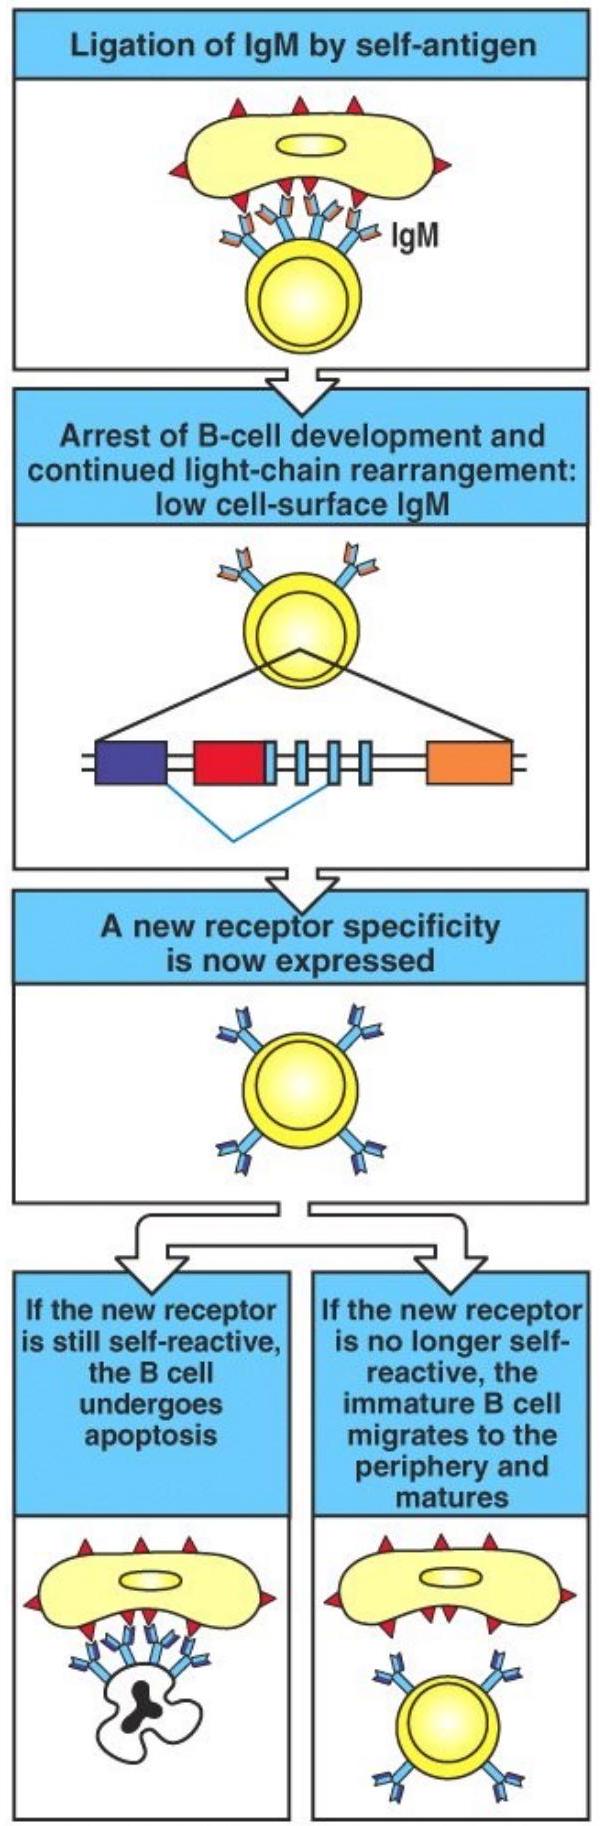 Ligation of IgM by self-antigen
IgM
Arrest of B-cell development and
continued light-chain rearrangement:
low cell-surface IgM
A new receptor specificity
is now expressed
If the new receptor
is still self-reactive,
the B cell
undergoes
apoptosis
If the new receptor
is no longer self-
reactive, the
immature B cell
migrates to the
periphery and
matures